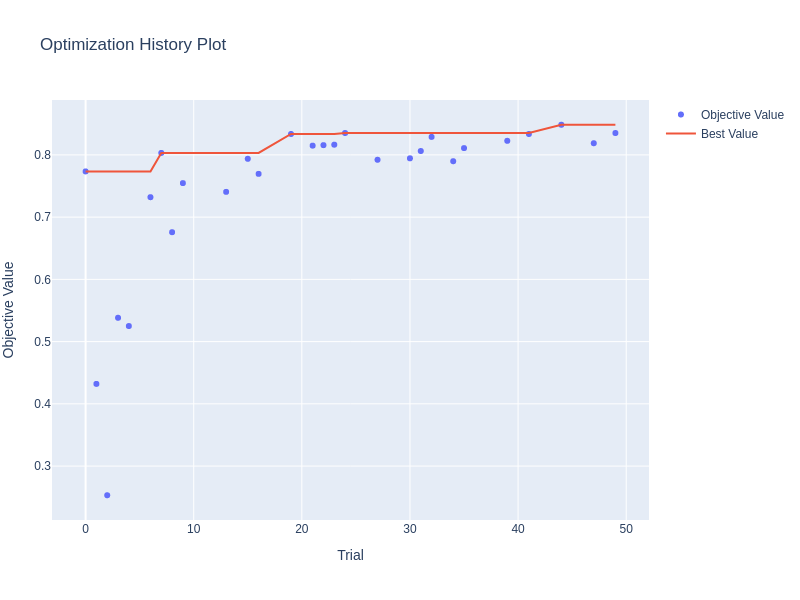 Optimization History Plot
Objective Value
Best Value
0.8
0.7
0.6
0.5
0.4
0.3
Objective Value
0
10
20
30
40
50
Trial